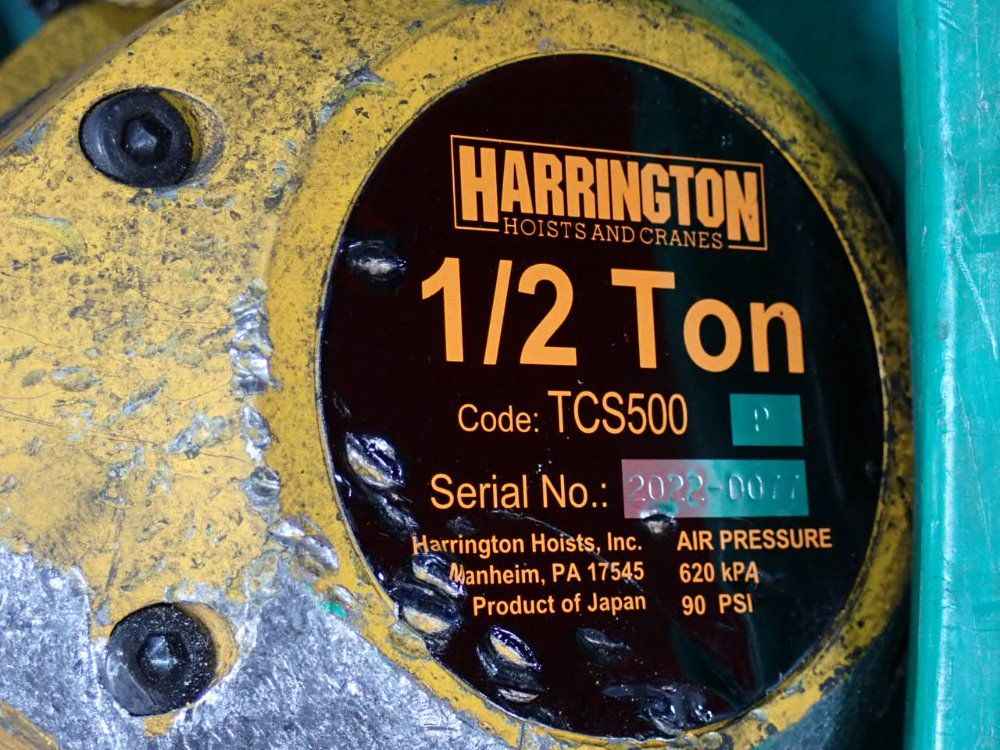 HARRINGTON
HOISTS AND CRANES
1/2 Ton
Code: TCS500 P
Serial No.: 2022-0077
Harrington Hoists, Inc.
Manheim, PA 17545
Product of Japan
AIR PRESSURE
620 kPA
90 PSI